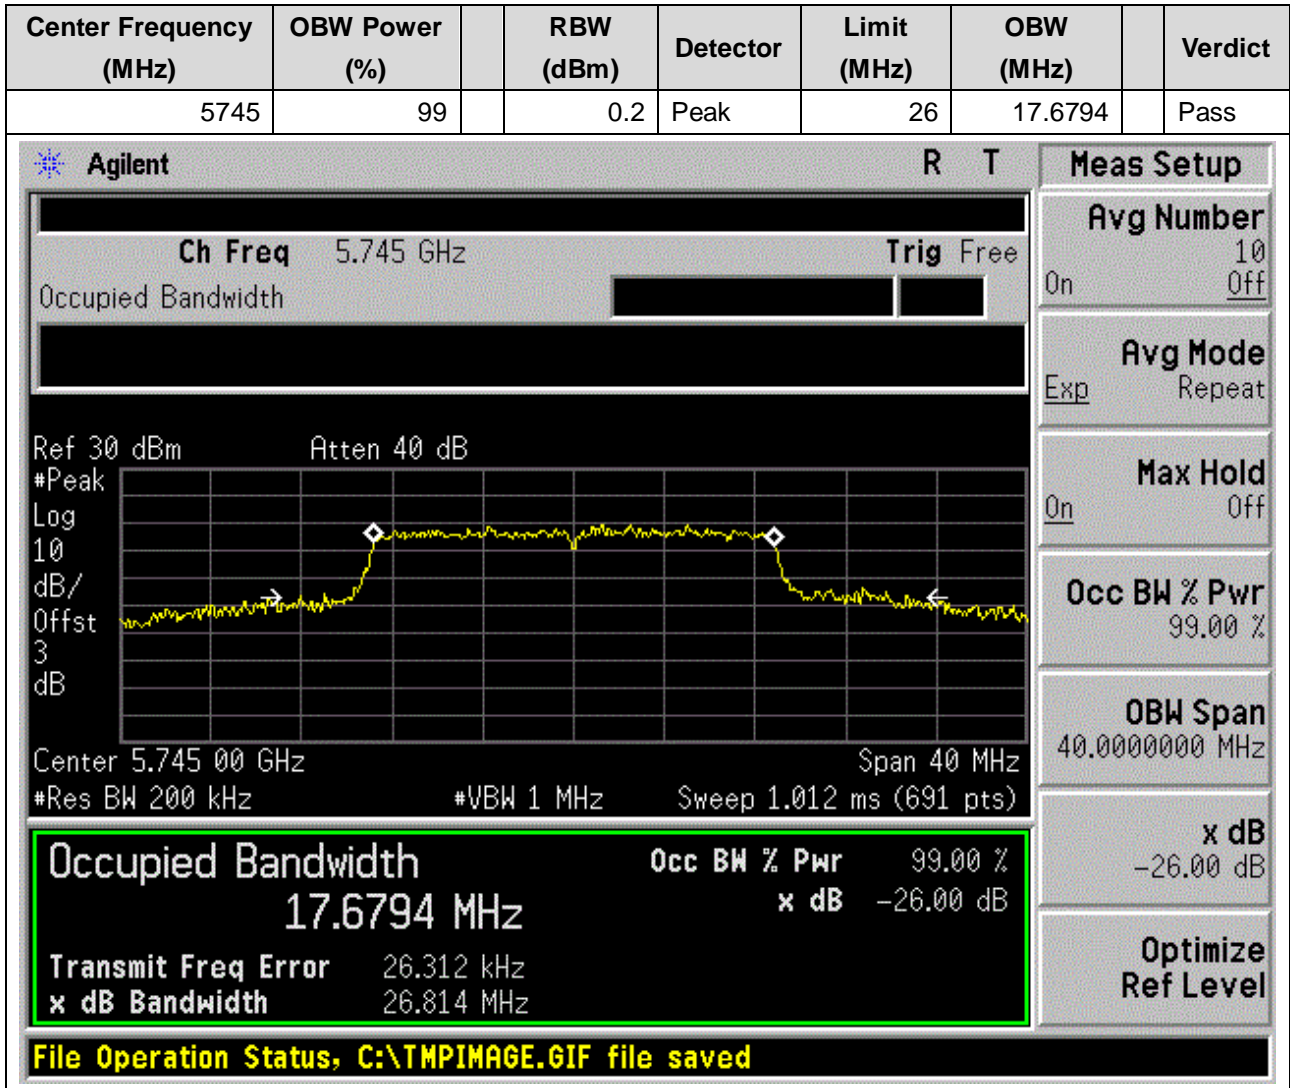 Center Frequency (MHz) OBW Power (%) RBW (dBm) Detector Limit (MHz) OBW (MHz) Verdict
5745 99 0.2 Peak 26 17.6794 Pass
Agilent R T
Ch Freq 5.745 GHz Trig Free
Occupied Bandwidth
Ref 30 dBm Atten 40 dB
#Peak
Log
10
dB/
Offst
3
dB
Center 5.745 00 GHz Span 40 MHz
#Res BW 200 kHz #VBW 1 MHz Sweep 1.012 ms (691 pts)
Occupied Bandwidth Occ BW % Pwr 99.00 %
17.6794 MHz x dB -26.00 dB
Transmit Freq Error 26.312 kHz
x dB Bandwidth 26.814 MHz
File Operation Status, C:\TMPIMAGE.GIF file saved
Meas Setup
Avg Number
10
On Off
Avg Mode
Exp Repeat
Max Hold
On Off
Occ BW % Pwr
99.00 %
OBW Span
40.0000000 MHz
x dB
-26.00 dB
Optimize
Ref Level